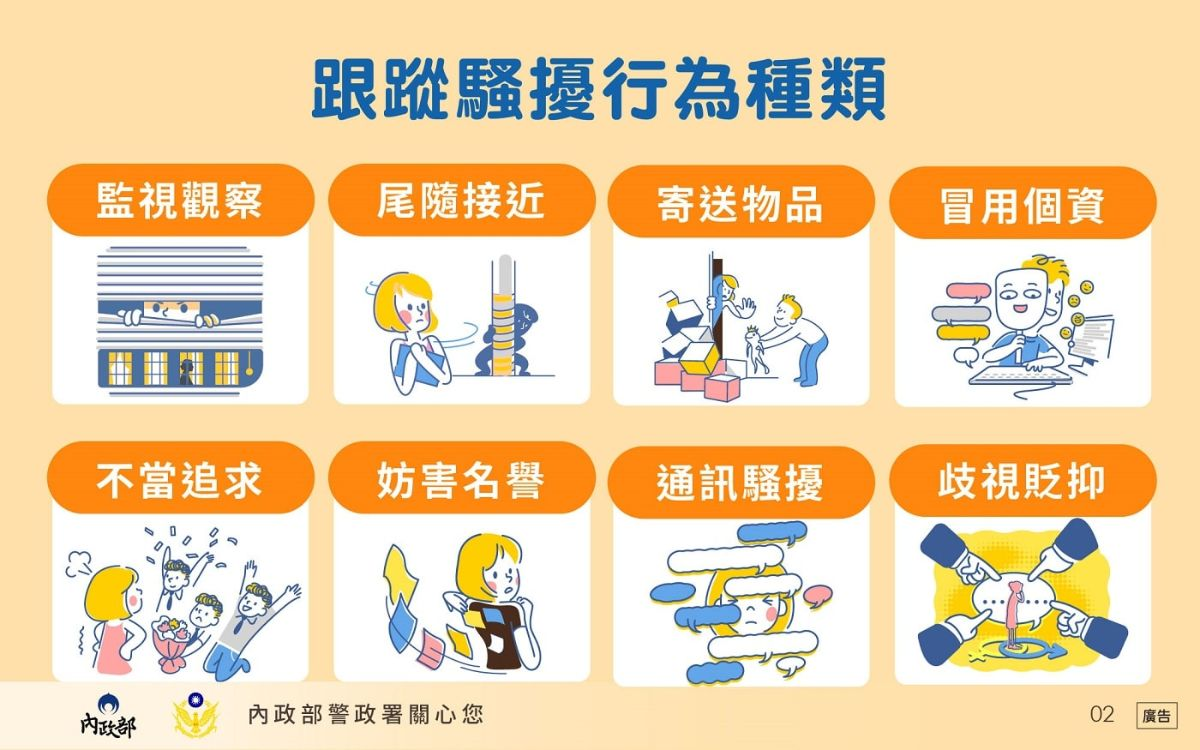 跟蹤騷擾行為種類
監視觀察
尾隨接近
寄送物品
冒用個資
不當追求
妨害名譽
通訊騷擾
歧視貶抑
內政部
內政部警政署關心您
02
廣告